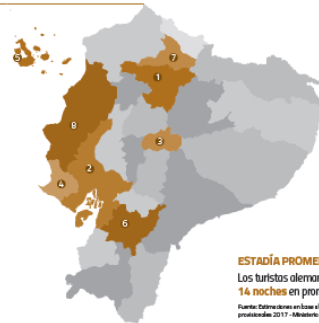 7
5
1
8
3
2
4
6
ESTADÍA PROME
Los turistas aleman
14 noches en pron
Fuente: Estimaciones en base a l
provisionales 2017 - Ministerio